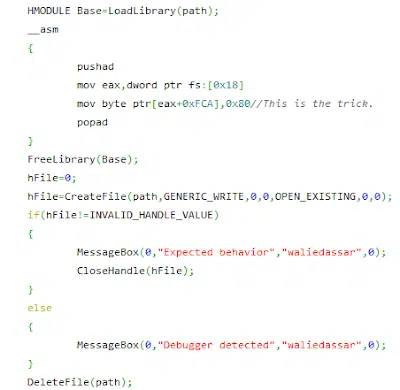 HMODULE Base=LoadLibrary(path);
__asm
{
pushad
mov eax,dword ptr fs:[0x18]
mov byte ptr[eax+0xFCA],0x80//This is the trick.
popad
}
FreeLibrary(Base);
hFile=0;
hFile=CreateFile(path,GENERIC_WRITE,0,0,OPEN_EXISTING,0,0);
if(hFile!=INVALID_HANDLE_VALUE)
{
MessageBox(0,"Expected behavior","waliedassar",0);
CloseHandle(hFile);
}
else
{
MessageBox(0,"Debugger detected","waliedassar",0);
}
DeleteFile(path);